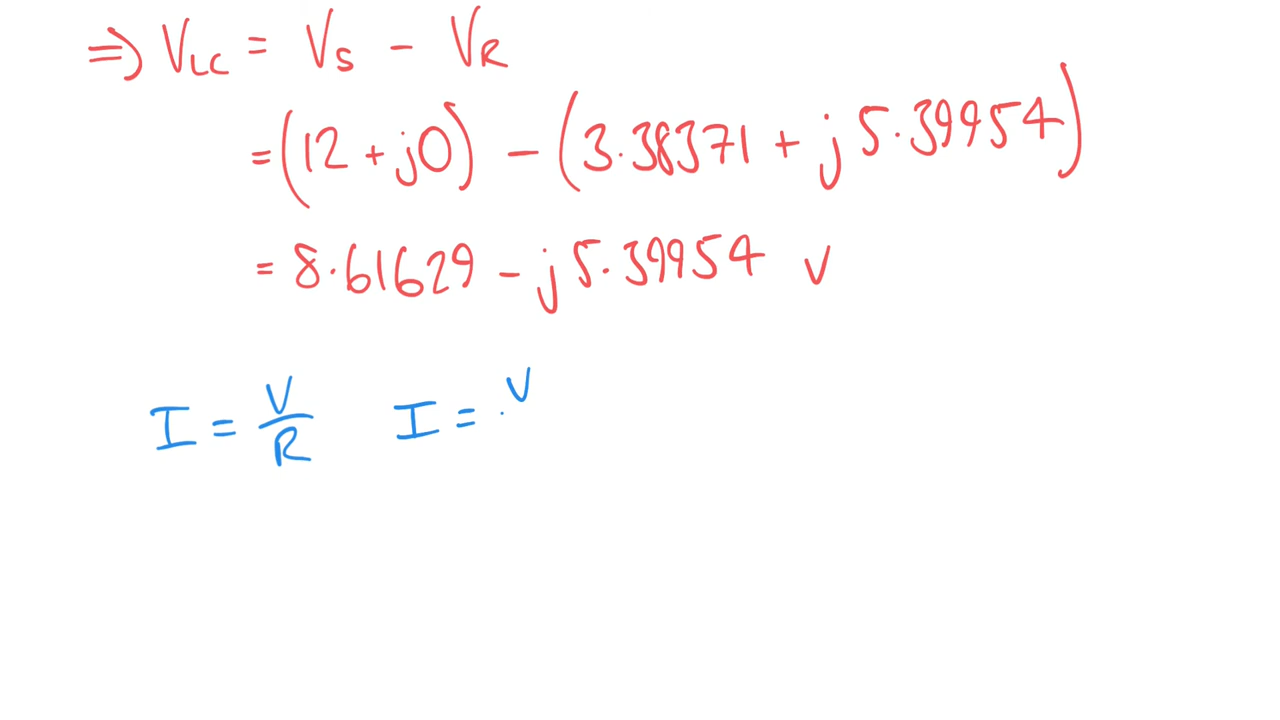 ⇒ V_LC = V_S - V_R
= (12 + j0) - (3.38371 + j5.39954)
= 8.61629 - j5.39954 V
I = V/R I = V